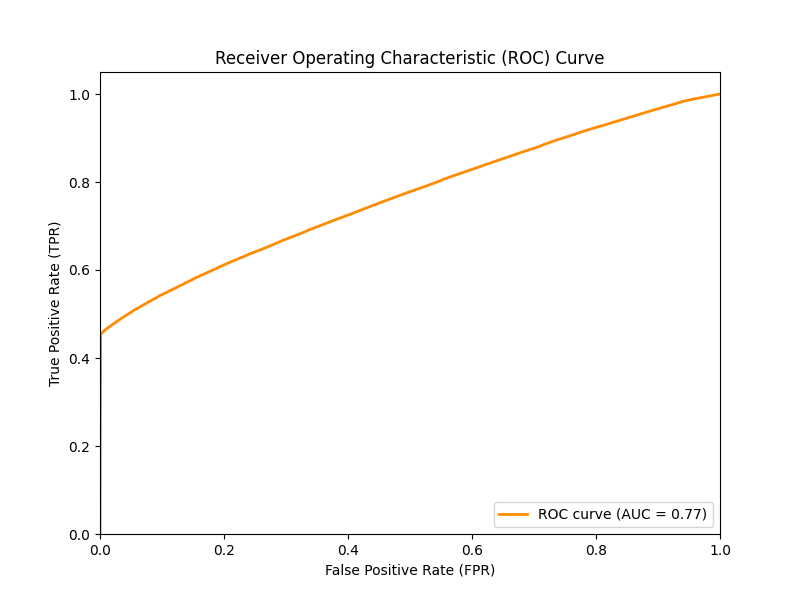 Receiver Operating Characteristic (ROC) Curve
True Positive Rate (TPR)
1.0
0.8
0.6
0.4
0.2
0.0
ROC curve (AUC = 0.77)
0.0 0.2 0.4 0.6 0.8 1.0
False Positive Rate (FPR)